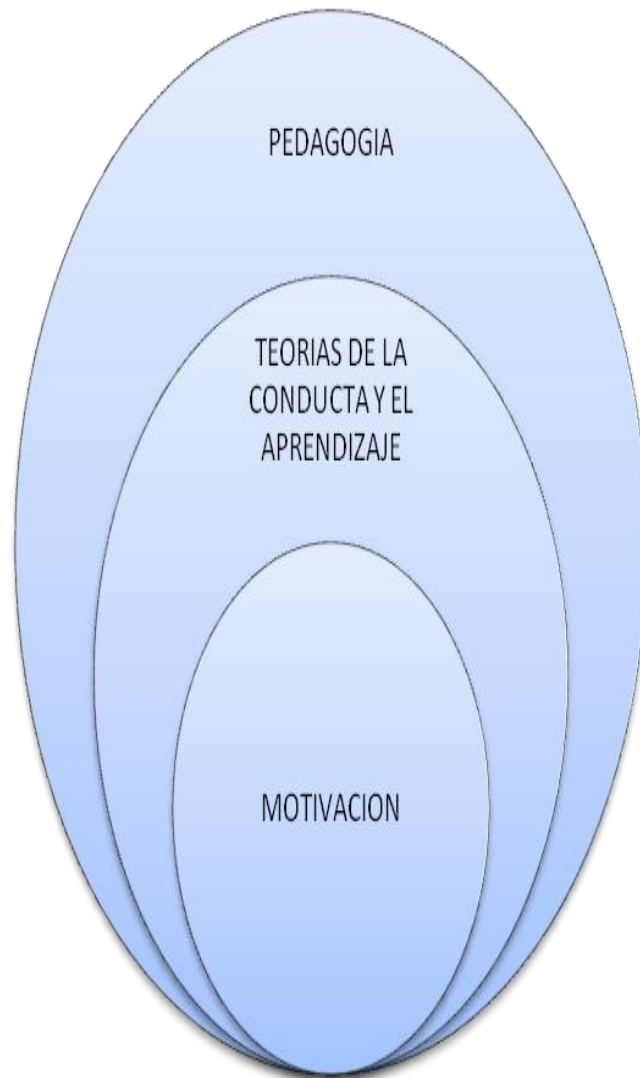 PEDAGOGIA
TEORIAS DE LA
CONDUCTA Y EL
APRENDIZAJE
MOTIVACION